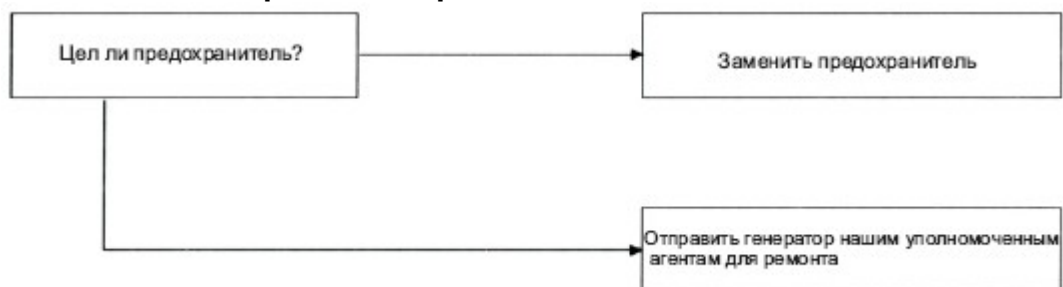 Цел ли предохранитель?
Заменить предохранитель
Отправить генератор нашим уполномоченным
агентам для ремонта